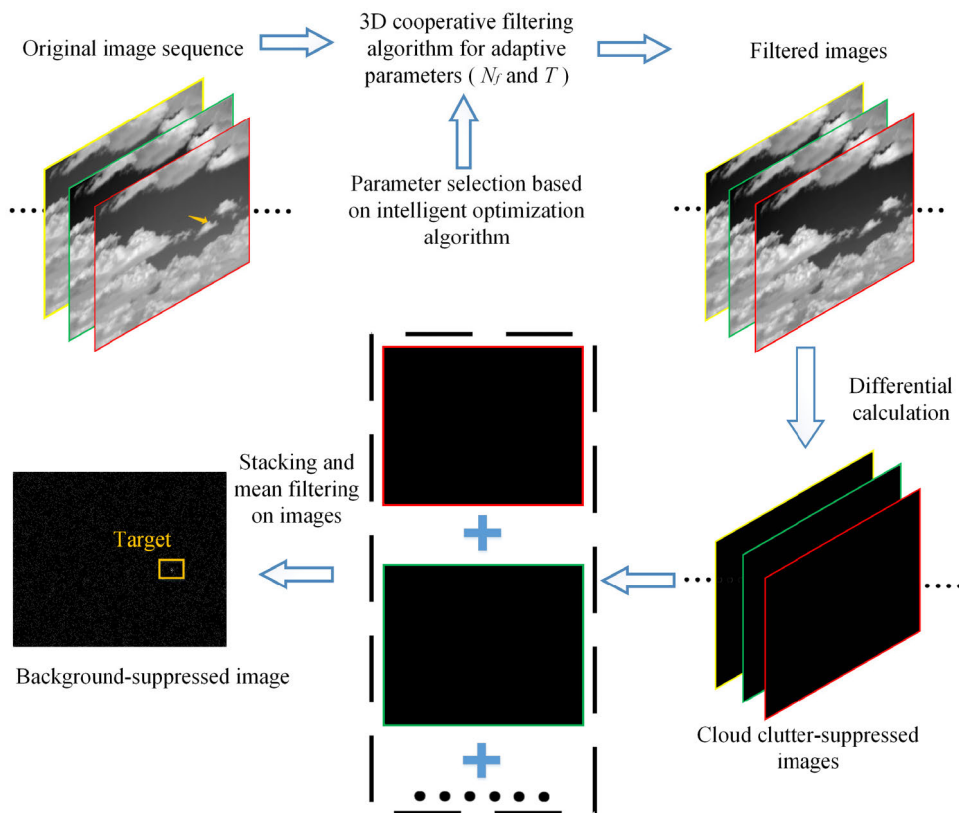 Original image sequence
3D cooperative filtering
algorithm for adaptive
parameters ( N_f and T )
Filtered images
Parameter selection based
on intelligent optimization
algorithm
Differential
calculation
Stacking and
mean filtering
on images
Target
Background-suppressed image
Cloud clutter-suppressed
images